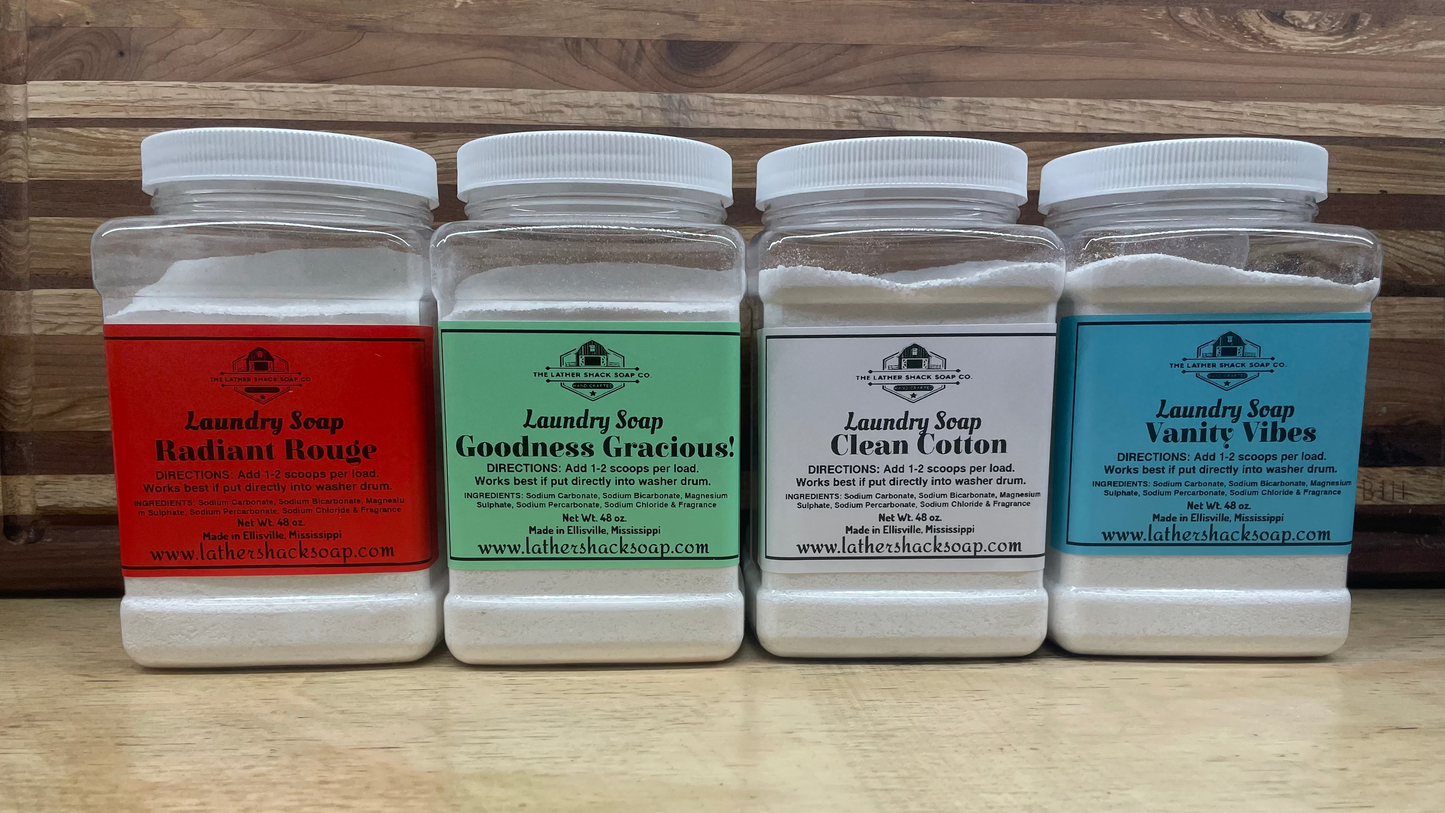 THE LATHER SHACK SOAP CO.
Laundry Soap
Radiant Rouge
DIRECTIONS: Add 1-2 scoops per load.
Works best if put directly into washer drum.
INGREDIENTS: Sodium Carbonate, Sodium Bicarbonate, Magnesiu
m Sulphate, Sodium Percarbonate, Sodium Chloride & Fragrance
Net Wt. 48 oz.
Made in Ellisville, Mississippi
www.lathershacksoap.com
THE LATHER SHACK SOAP CO.
HAND CRAFTED
Laundry Soap
Goodness Gracious!
DIRECTIONS: Add 1-2 scoops per load.
Works best if put directly into washer drum.
INGREDIENTS: Sodium Carbonate, Sodium Bicarbonate, Magnesium
Sulphate, Sodium Percarbonate, Sodium Chloride & Fragrance
Net Wt. 48 oz.
Made in Ellisville, Mississippi
www.lathershacksoap.com
THE LATHER SHACK SOAP CO.
HAND CRAFTED
Laundry Soap
Clean Cotton
DIRECTIONS: Add 1-2 scoops per load.
Works best if put directly into washer drum.
INGREDIENTS: Sodium Carbonate, Sodium Bicarbonate, Magnesium
Sulphate, Sodium Percarbonate, Sodium Chloride & Fragrance
Net Wt. 48 oz.
Made in Ellisville, Mississippi
www.lathershacksoap.com
THE LATHER SHACK SOAP CO.
Laundry Soap
Vanity Vibes
DIRECTIONS: Add 1-2 scoops per load.
Works best if put directly into washer drum.
INGREDIENTS: Sodium Carbonate, Sodium Bicarbonate, Magnesium
Sulphate, Sodium Percarbonate, Sodium Chloride & Fragrance
Net Wt. 48 oz.
Made in Ellisville, Mississippi
www.lathershacksoap.com